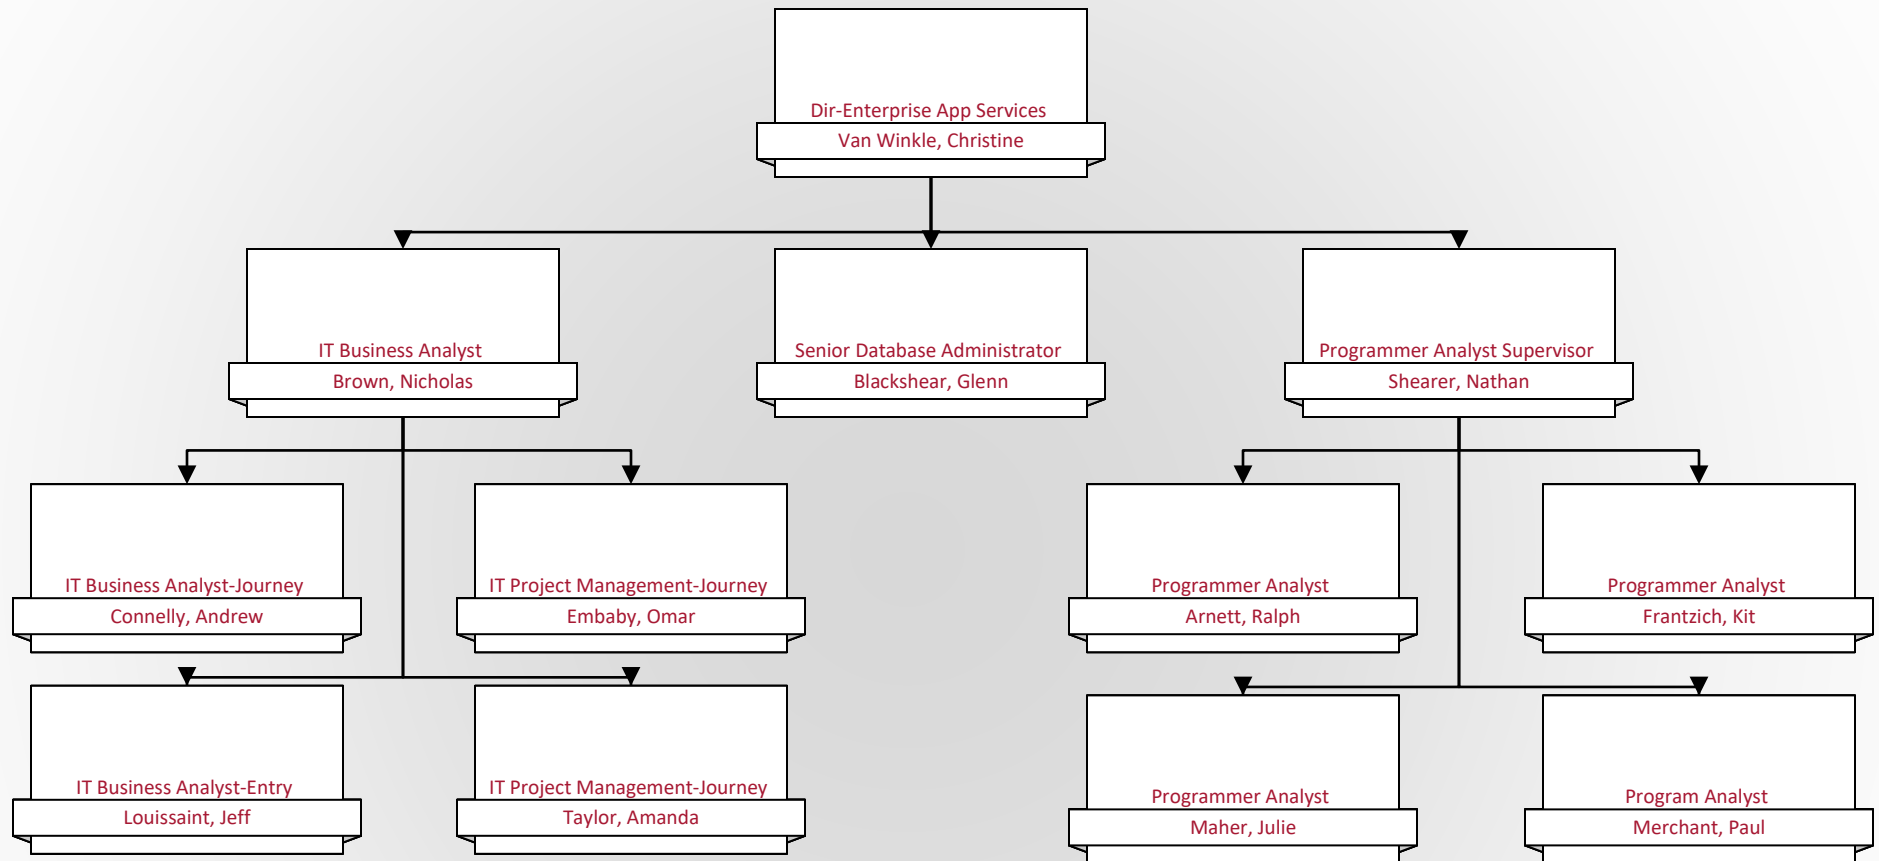 Dir-Enterprise App Services
Van Winkle, Christine
IT Business Analyst
Brown, Nicholas
Senior Database Administrator
Blackshear, Glenn
Programmer Analyst Supervisor
Shearer, Nathan
IT Business Analyst-Journey
Connelly, Andrew
IT Project Management-Journey
Embaby, Omar
Programmer Analyst
Arnett, Ralph
Programmer Analyst
Frantzich, Kit
IT Business Analyst-Entry
Louissaint, Jeff
IT Project Management-Journey
Taylor, Amanda
Programmer Analyst
Maher, Julie
Program Analyst
Merchant, Paul